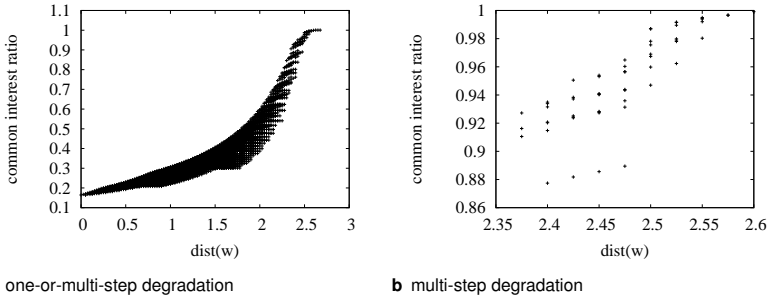 1.1
1
0.9
0.8
0.7
0.6
0.5
0.4
0.3
0.2
0.1
common interest ratio
0 0.5 1 1.5 2 2.5 3
dist(w)
one-or-multi-step degradation
1
0.98
0.96
0.94
0.92
0.9
0.88
0.86
common interest ratio
2.35 2.4 2.45 2.5 2.55 2.6
dist(w)
b multi-step degradation